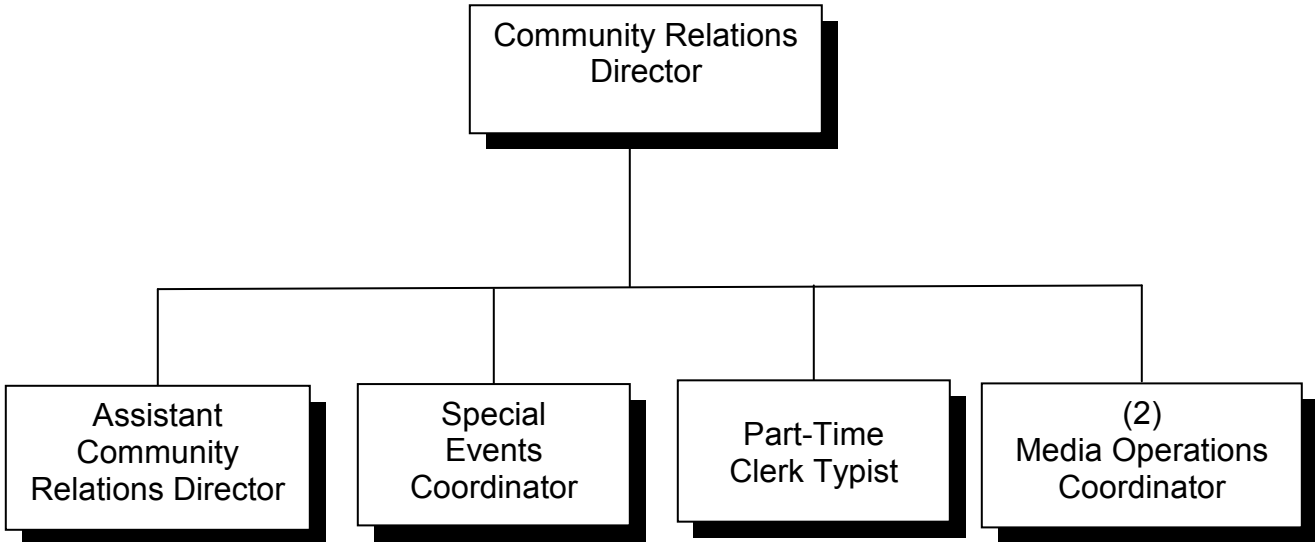 Community Relations
Director
Assistant
Community
Relations Director
Special
Events
Coordinator
Part-Time
Clerk Typist
(2)
Media Operations
Coordinator